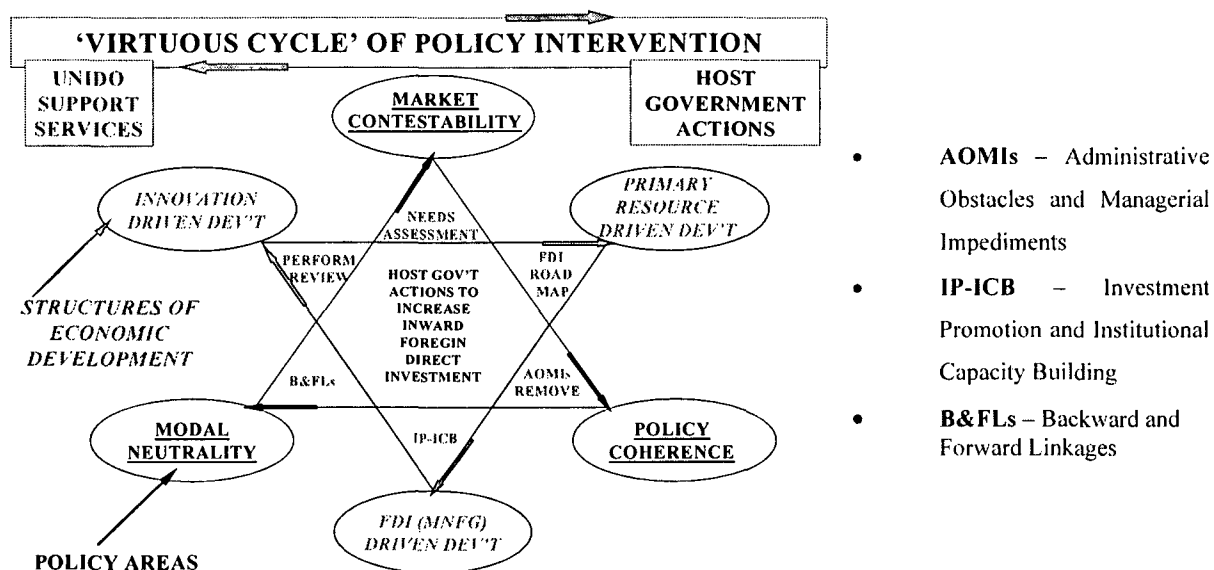 'VIRTUOUS CYCLE' OF POLICY INTERVENTION
UNIDO
SUPPORT
SERVICES
HOST
GOVERNMENT
ACTIONS
MARKET
CONTESTABILITY
INNOVATION
DRIVEN DEV'T
PRIMARY
RESOURCE
DRIVEN DEV'T
NEEDS
ASSESSMENT
PERFORM
REVIEW
FDI
ROAD
MAP
HOST GOV'T
ACTIONS TO
INCREASE
INWARD
FOREGIN
DIRECT
INVESTMENT
STRUCTURES OF
ECONOMIC
DEVELOPMENT
B&FLs
AOMIs
REMOVE
IP-ICB
MODAL
NEUTRALITY
POLICY
COHERENCE
FDI (MNFG)
DRIVEN DEV'T
POLICY AREAS
• AOMIs – Administrative
Obstacles and Managerial
Impediments
• IP-ICB – Investment
Promotion and Institutional
Capacity Building
• B&FLs – Backward and
Forward Linkages